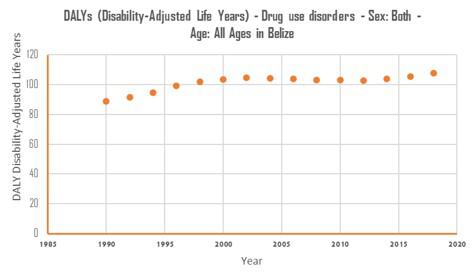 DALYs (Disability-Adjusted Life Years) - Drug use disorders - Sex: Both -
Age: All Ages in Belize
DALY Disability-Adjusted Life Years
120
100
80
60
40
20
0
1985 1990 1995 2000 2005 2010 2015 2020
Year